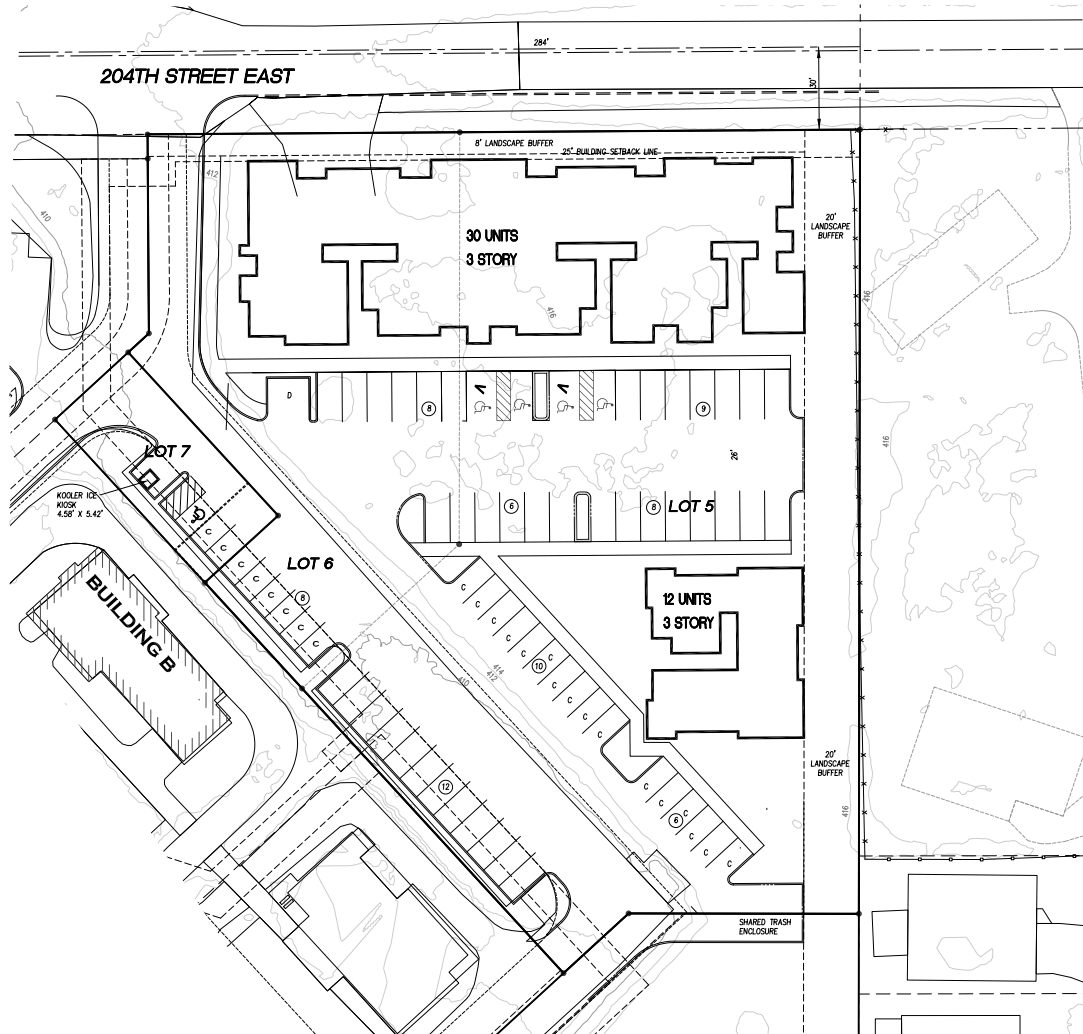 284'
204TH STREET EAST
30'
8' LANDSCAPE BUFFER
25' BUILDING SETBACK LINE
412
410
30 UNITS
3 STORY
20'
LANDSCAPE
BUFFER
416
416
D
8
9
416
26'
LOT 7
KOOLER ICE
KIOSK
4.58' X 5.42'
6
8
LOT 5
C
C
C
C
C
C
C
C
LOT 6
8
BUILDING B
12 UNITS
3 STORY
C
C
C
C
C
C
C
C
C
C
10
414
412
410
20'
LANDSCAPE
BUFFER
416
12
C
C
C
C
C
C
6
SHARED TRASH
ENCLOSURE